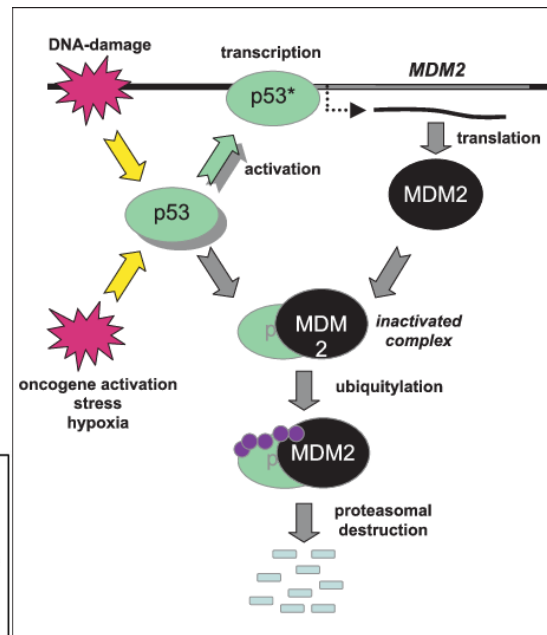 DNA-damage
transcription
MDM2
p53*
translation
activation
MDM2
p53
p
MDM
2
inactivated
complex
oncogene activation
stress
hypoxia
ubiquitylation
p
MDM2
proteasomal
destruction